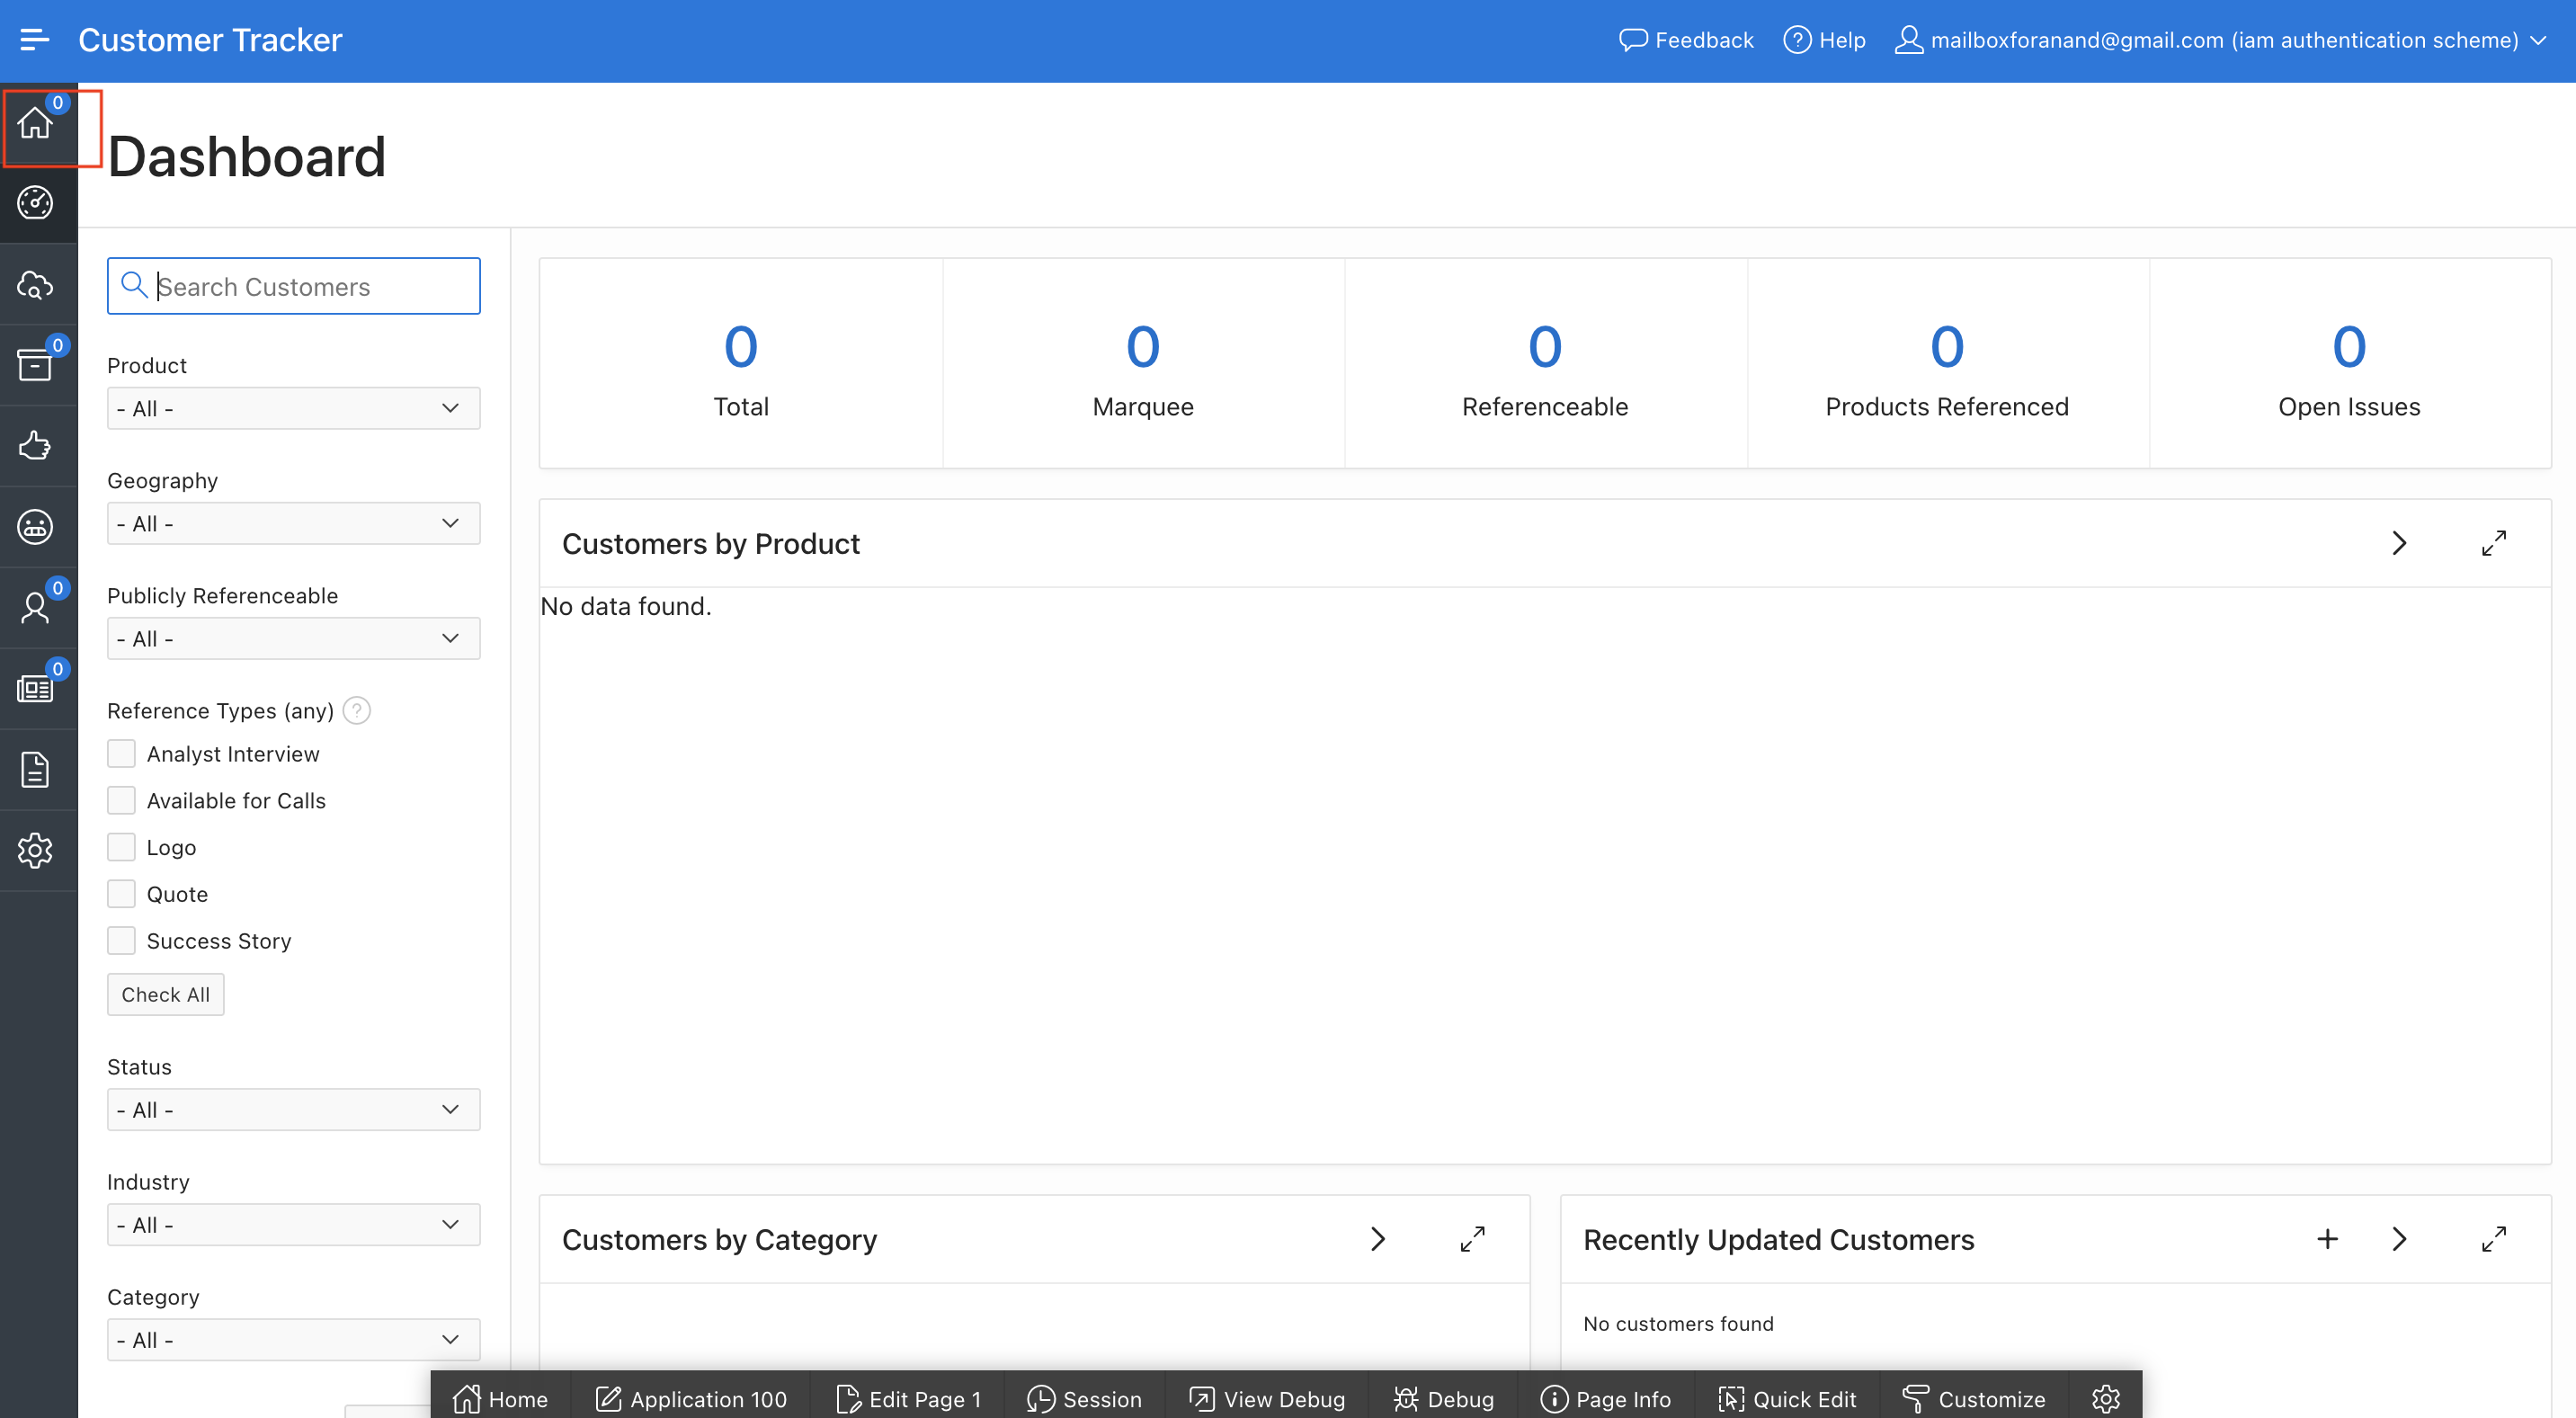 Customer Tracker
Feedback
Help
mailboxforanand@gmail.com (iam authentication scheme)
0
Dashboard
Search Customers
0
Product
- All -
Geography
- All -
Publicly Referenceable
- All -
0
0
Reference Types (any) ?
Analyst Interview
Available for Calls
Logo
Quote
Success Story
Check All
Status
- All -
Industry
- All -
Category
- All -
0
Total
0
Marquee
0
Referenceable
0
Products Referenced
0
Open Issues
Customers by Product
No data found.
Customers by Category
Recently Updated Customers
No customers found
Home
Application 100
Edit Page 1
Session
View Debug
Debug
Page Info
Quick Edit
Customize